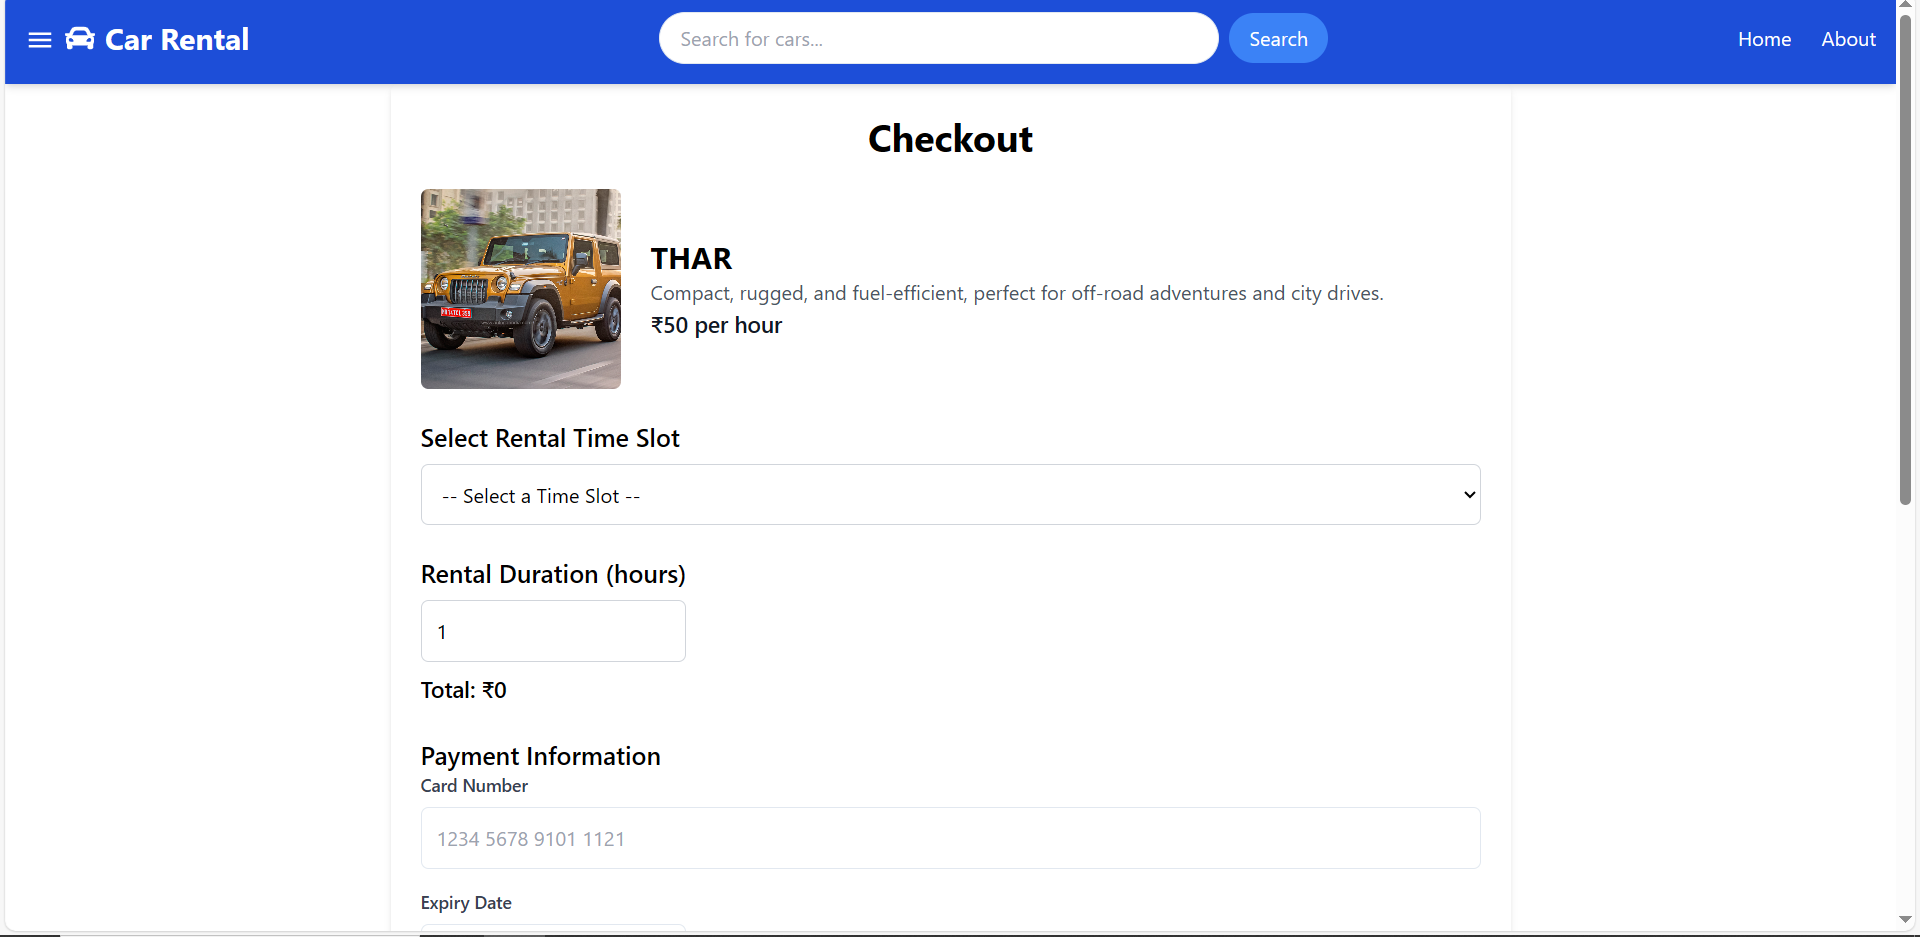 Car Rental
Search for cars...
Search
Home
About
Checkout
THAR
Compact, rugged, and fuel-efficient, perfect for off-road adventures and city drives.
₹50 per hour
Select Rental Time Slot
-- Select a Time Slot --
Rental Duration (hours)
1
Total: ₹0
Payment Information
Card Number
1234 5678 9101 1121
Expiry Date